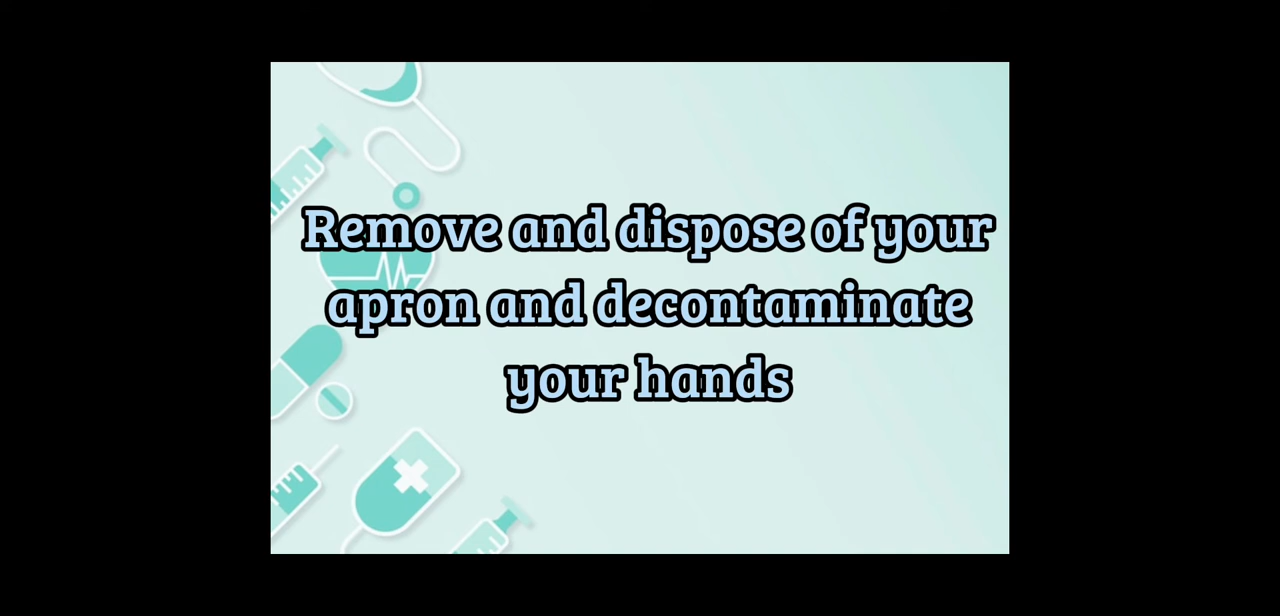 Remove and dispose of your
apron and decontaminate
your hands